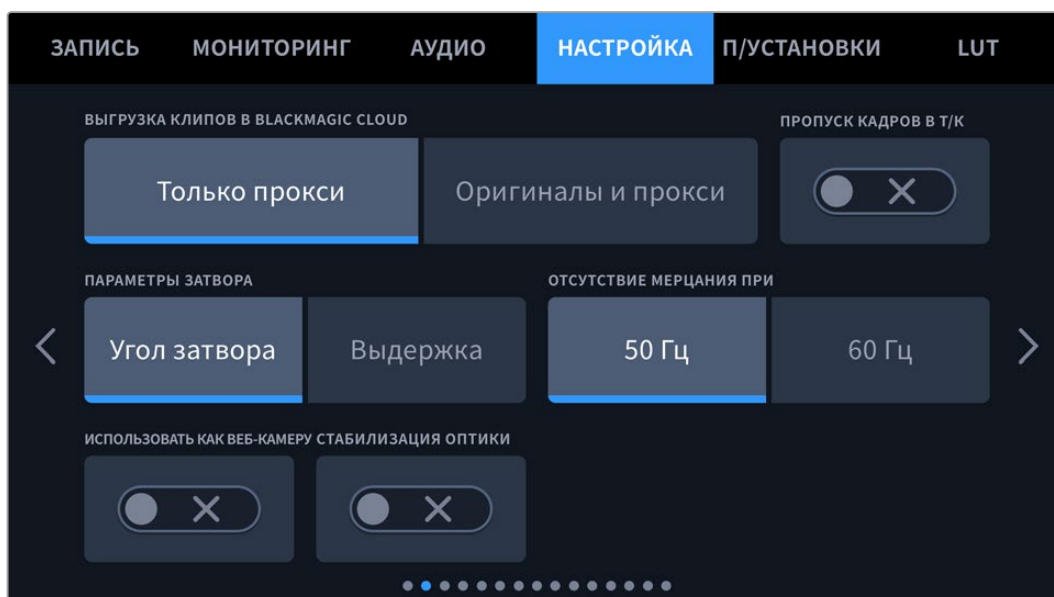 ЗАПИСЬ МОНИТОРИНГ АУДИО НАСТРОЙКА П/УСТАНОВКИ LUT
ВЫГРУЗКА КЛИПОВ В BLACKMAGIC CLOUD ПРОПУСК КАДРОВ В Т/К
Только прокси Оригиналы и прокси
ПАРАМЕТРЫ ЗАТВОРА ОТСУТСТВИЕ МЕРЦАНИЯ ПРИ
Угол затвора Выдержка 50 Гц 60 Гц
ИСПОЛЬЗОВАТЬ КАК ВЕБ-КАМЕРУ СТАБИЛИЗАЦИЯ ОПТИКИ